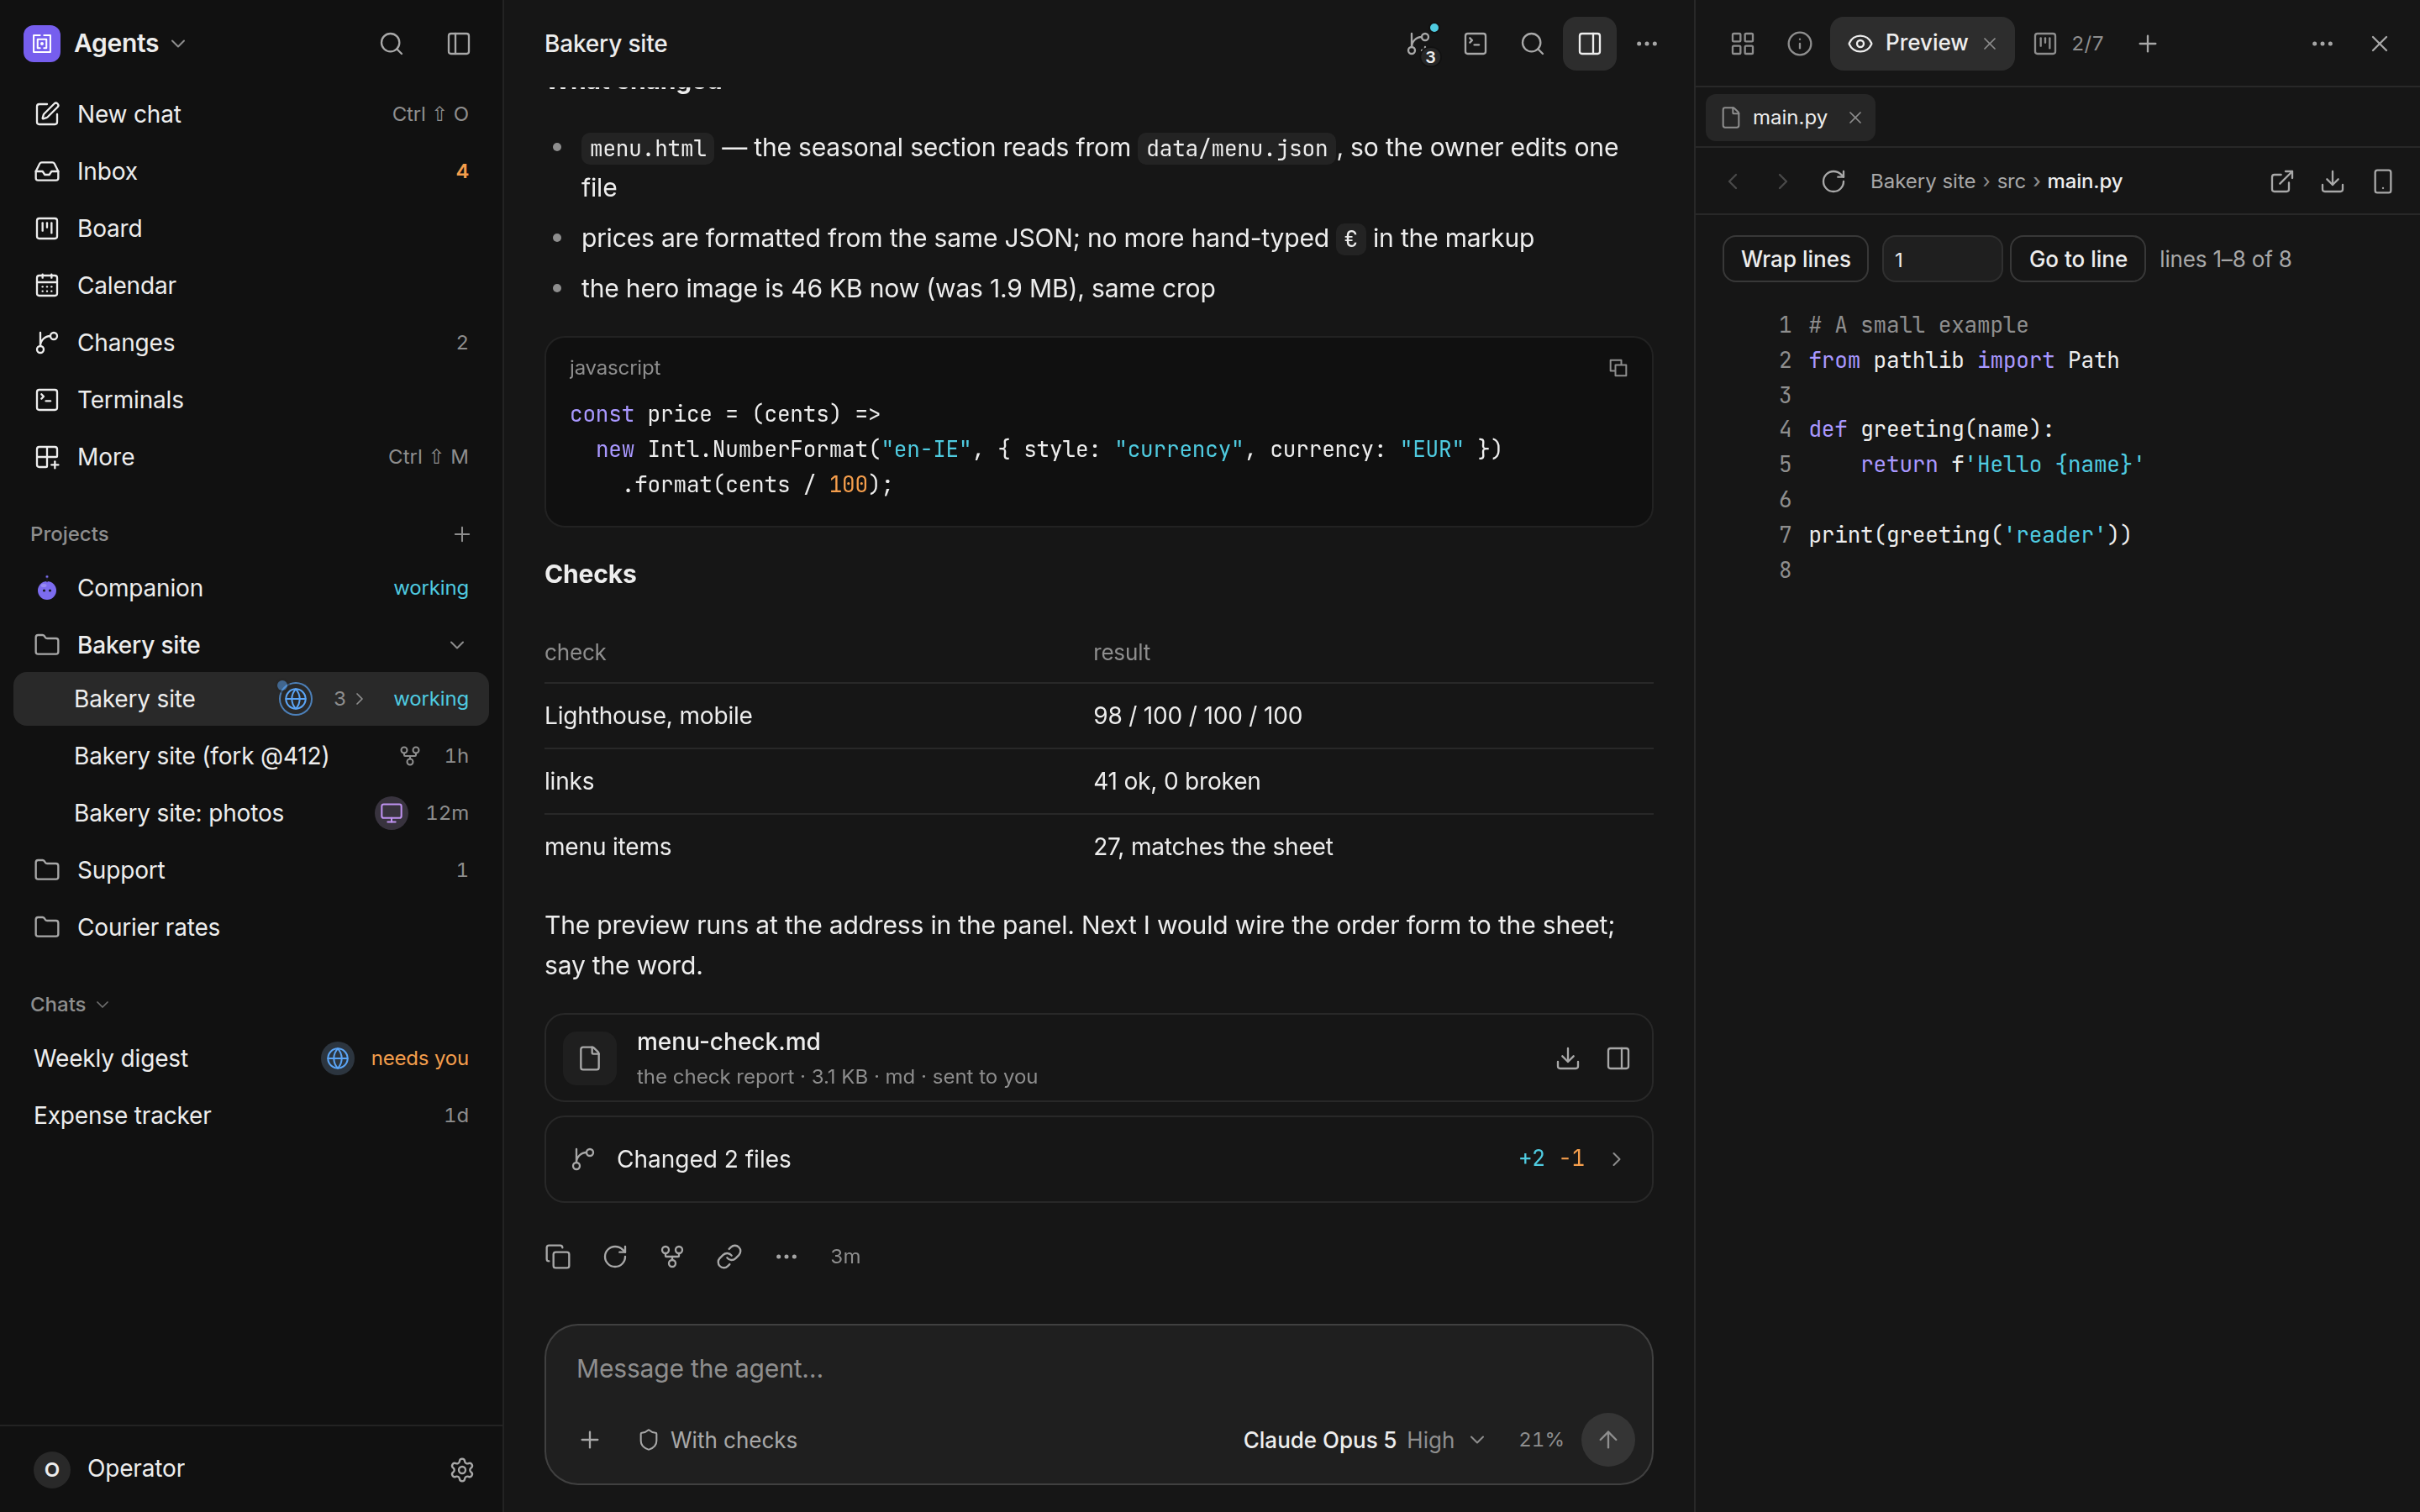 Agents
New chat Ctrl ⇧ O
Inbox 4
Board
Calendar
Changes 2
Terminals
More Ctrl ⇧ M
Projects
Companion working
Bakery site
Bakery site 3 working
Bakery site (fork @412) 1h
Bakery site: photos 12m
Support 1
Courier rates
Chats
Weekly digest needs you
Expense tracker 1d
O Operator
Bakery site 3
What changed
menu.html — the seasonal section reads from data/menu.json, so the owner edits one
file
prices are formatted from the same JSON; no more hand-typed € in the markup
the hero image is 46 KB now (was 1.9 MB), same crop
javascript
const price = (cents) =>
new Intl.NumberFormat("en-IE", { style: "currency", currency: "EUR" })
.format(cents / 100);
Checks
check result
Lighthouse, mobile 98 / 100 / 100 / 100
links 41 ok, 0 broken
menu items 27, matches the sheet
The preview runs at the address in the panel. Next I would wire the order form to the sheet;
say the word.
menu-check.md
the check report · 3.1 KB · md · sent to you
Changed 2 files +2 -1
3m
Message the agent...
With checks Claude Opus 5 High 21%
Preview 2/7
main.py
Bakery site › src › main.py
Wrap lines 1 Go to line lines 1–8 of 8
1 # A small example
2 from pathlib import Path
3
4 def greeting(name):
5 return f'Hello {name}'
6
7 print(greeting('reader'))
8